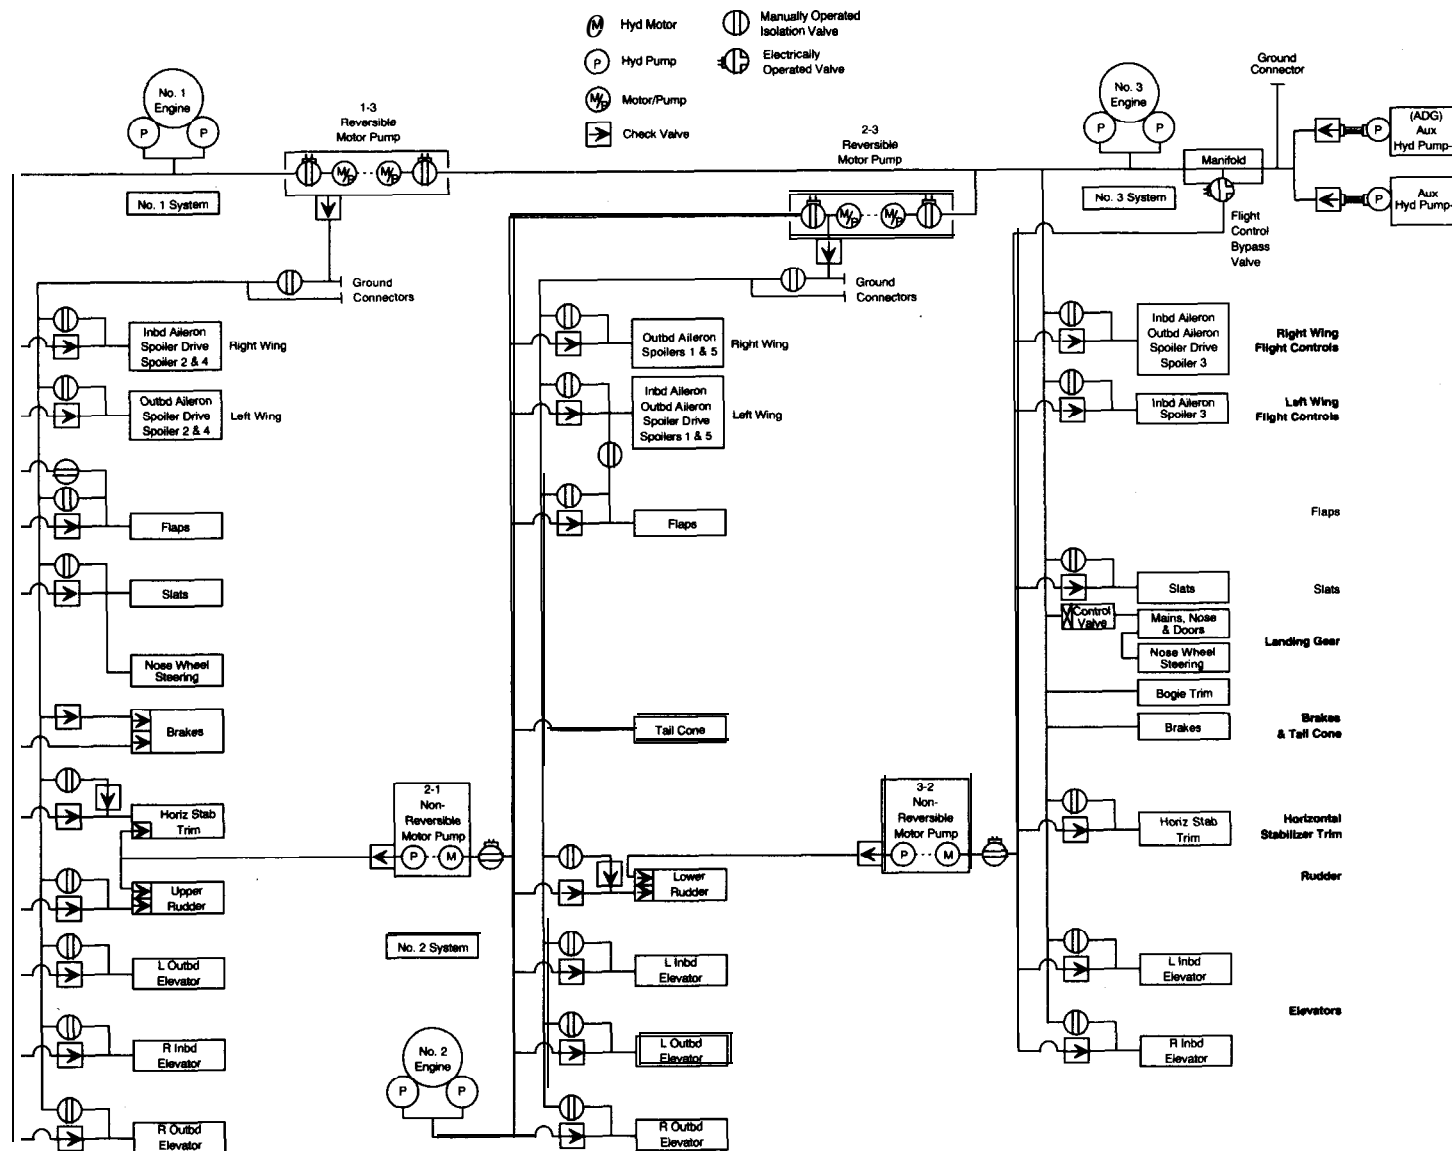 M
Hyd Motor
P
Hyd Pump
M/P
Motor/Pump
Check Valve
Manually Operated
Isolation Valve
Electrically
Operated Valve
No. 1
Engine
P
P
No. 1 System
1-3
Reversible
Motor Pump
M/P
M/P
2-3
Reversible
Motor Pump
M/P
M/P
No. 3
Engine
P
P
No. 3 System
Manifold
Flight
Control
Bypass
Valve
Ground
Connector
P
(ADG)
Aux
Hyd Pump-
P
Aux
Hyd Pump-
Ground
Connectors
Inbd Aileron
Spoiler Drive
Spoiler 2 & 4
Right Wing
Outbd Aileron
Spoiler Drive
Spoiler 2 & 4
Left Wing
Flaps
Slats
Nose Wheel
Steering
Brakes
Horiz Stab
Trim
Upper
Rudder
L Outbd
Elevator
R Inbd
Elevator
R Outbd
Elevator
2-1
Non-
Reversible
Motor Pump
P
M
No. 2 System
No. 2
Engine
P
P
Ground
Connectors
Outbd Aileron
Spoilers 1 & 5
Right Wing
Inbd Aileron
Outbd Aileron
Spoiler Drive
Spoilers 1 & 5
Left Wing
Flaps
Tail Cone
Lower
Rudder
L Inbd
Elevator
L Outbd
Elevator
R Outbd
Elevator
3-2
Non-
Reversible
Motor Pump
P
M
Inbd Aileron
Outbd Aileron
Spoiler Drive
Spoiler 3
Inbd Aileron
Spoiler 3
Slats
Control
Valve
Mains, Nose
& Doors
Nose Wheel
Steering
Bogie Trim
Brakes
Horiz Stab
Trim
L Inbd
Elevator
R Inbd
Elevator
Right Wing
Flight Controls
Left Wing
Flight Controls
Flaps
Slats
Landing Gear
Brakes
& Tail Cone
Horizontal
Stabilizer Trim
Rudder
Elevators